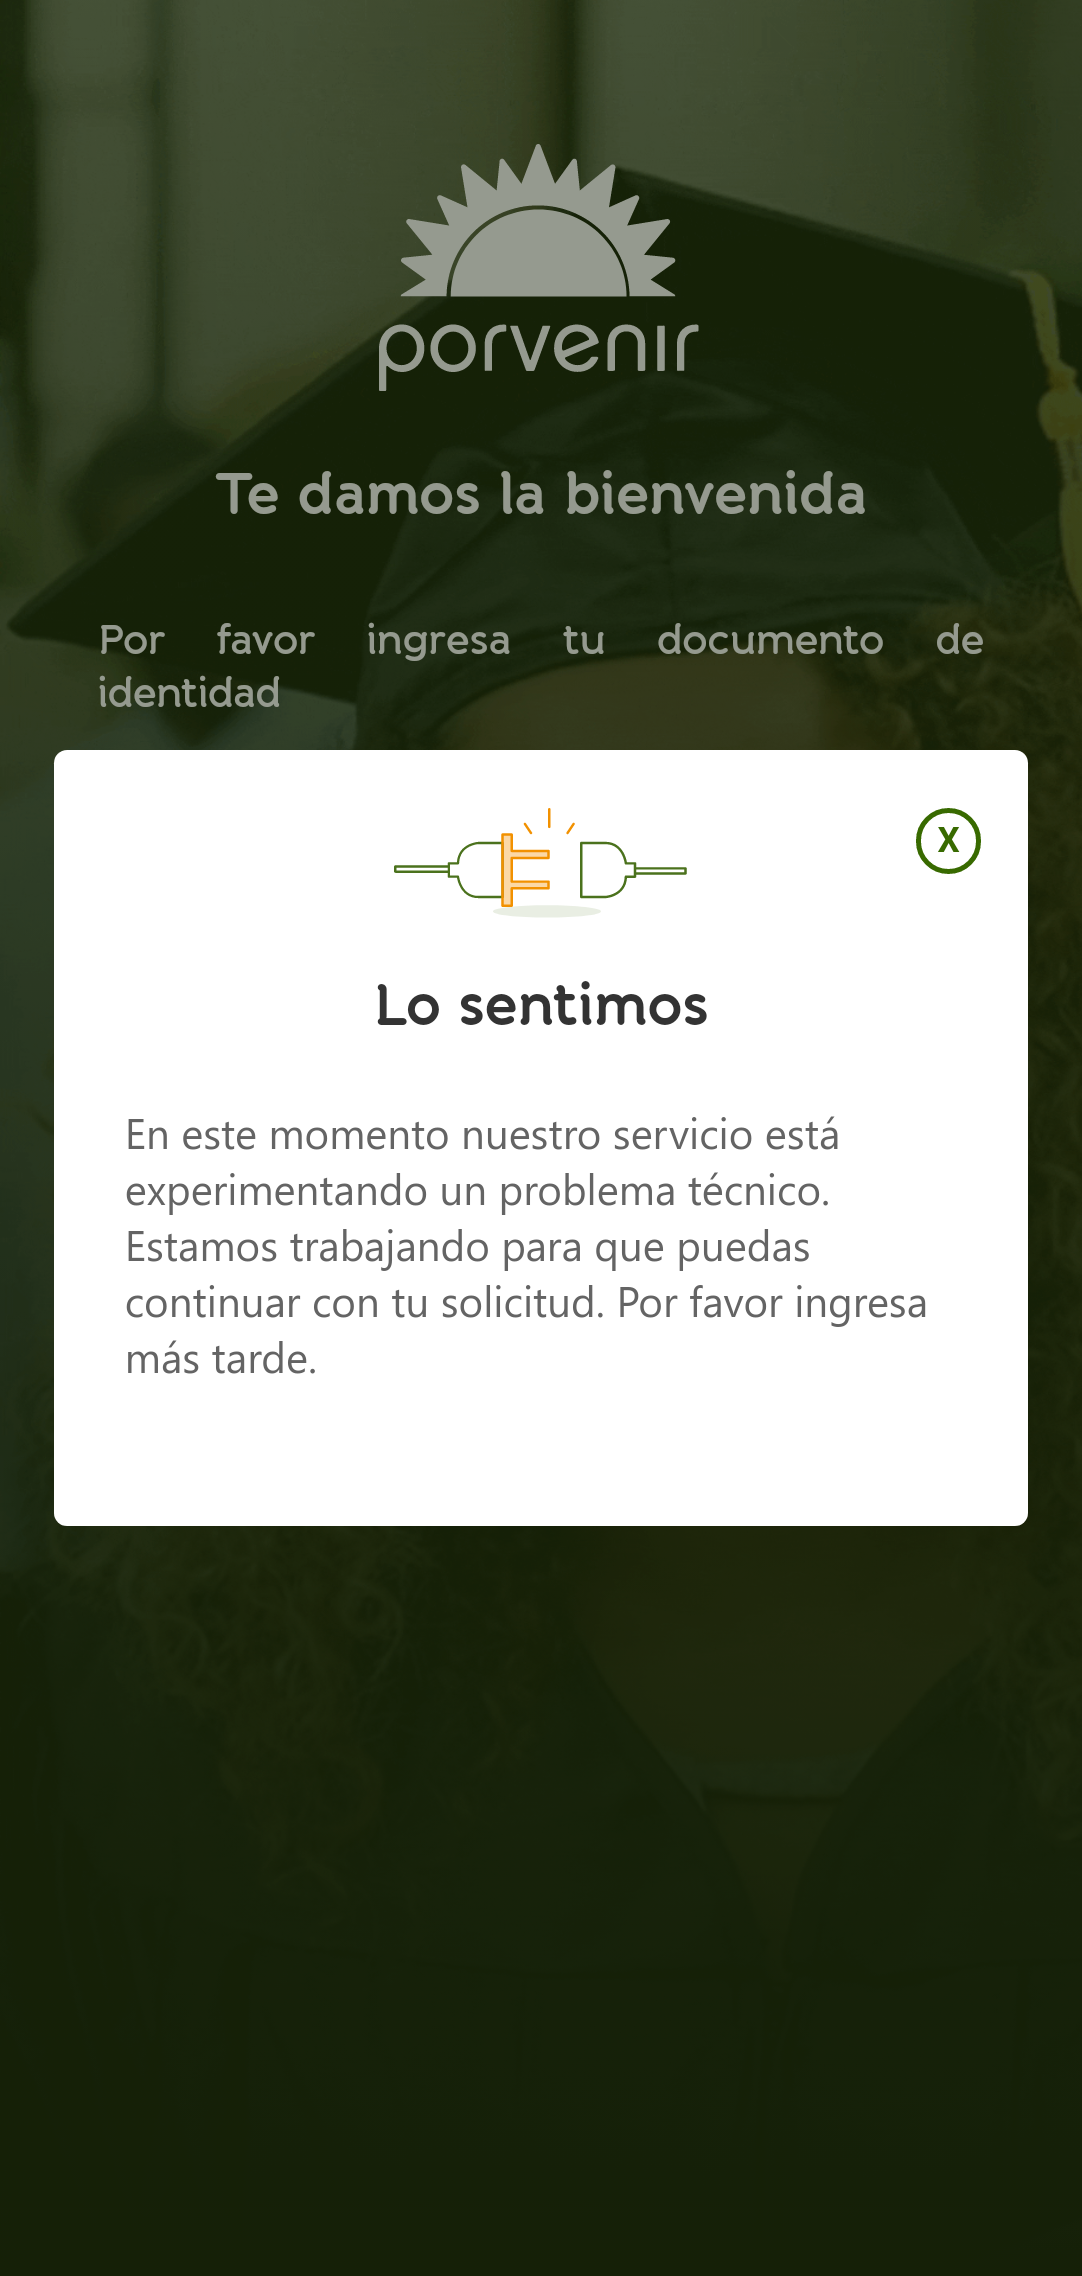 porvenir
Te damos la bienvenida
Por favor ingresa tu documento de
identidad
X
Lo sentimos
En este momento nuestro servicio está
experimentando un problema técnico.
Estamos trabajando para que puedas
continuar con tu solicitud. Por favor ingresa
más tarde.